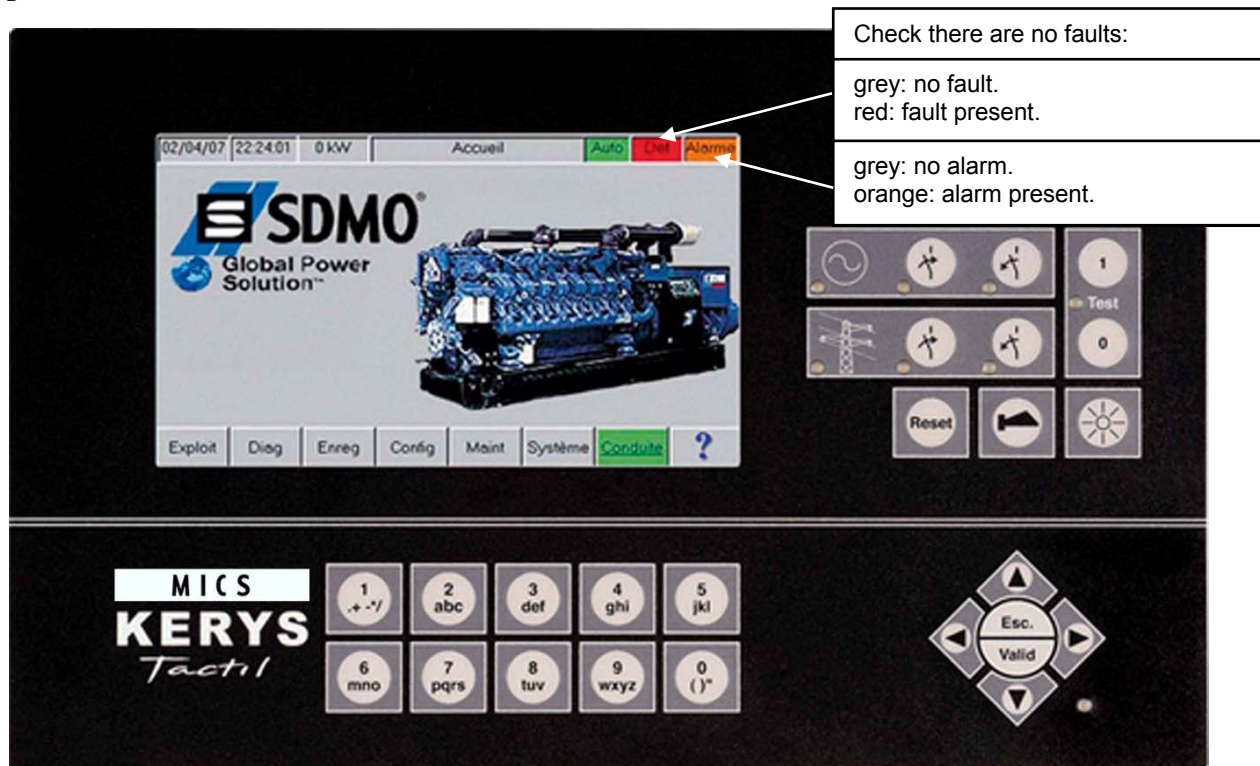 Check there are no faults:
grey: no fault.
red: fault present.
grey: no alarm.
orange: alarm present.
02/04/07 22:24:01 0 kW Accueil Auto Def Alarme
SDMO®
Global Power
Solution™
Exploit Diag Enreg Config Maint Système Conduite ?
1
Test
0
Reset
MICS
KERYS
Tactil
1 2 3 4 5
.+-*/ abc def ghi jkl
6 7 8 9 0
mno pqrs tuv wxyz ()"
Esc.
Valid